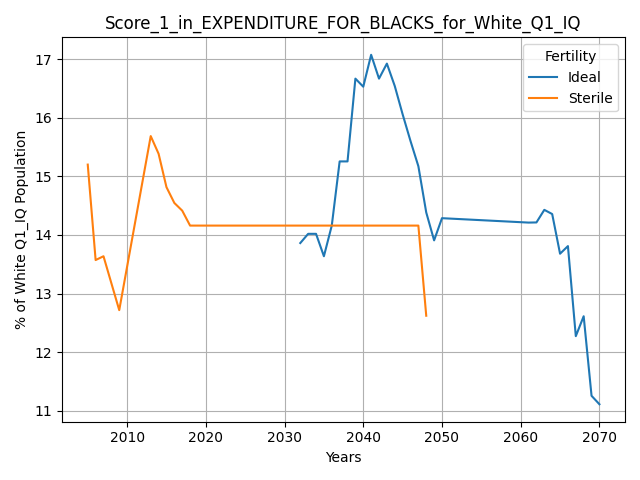 Score_1_in_EXPENDITURE_FOR_BLACKS_for_White_Q1_IQ
Fertility
Ideal
Sterile
% of White Q1_IQ Population
17
16
15
14
13
12
11
2010 2020 2030 2040 2050 2060 2070
Years